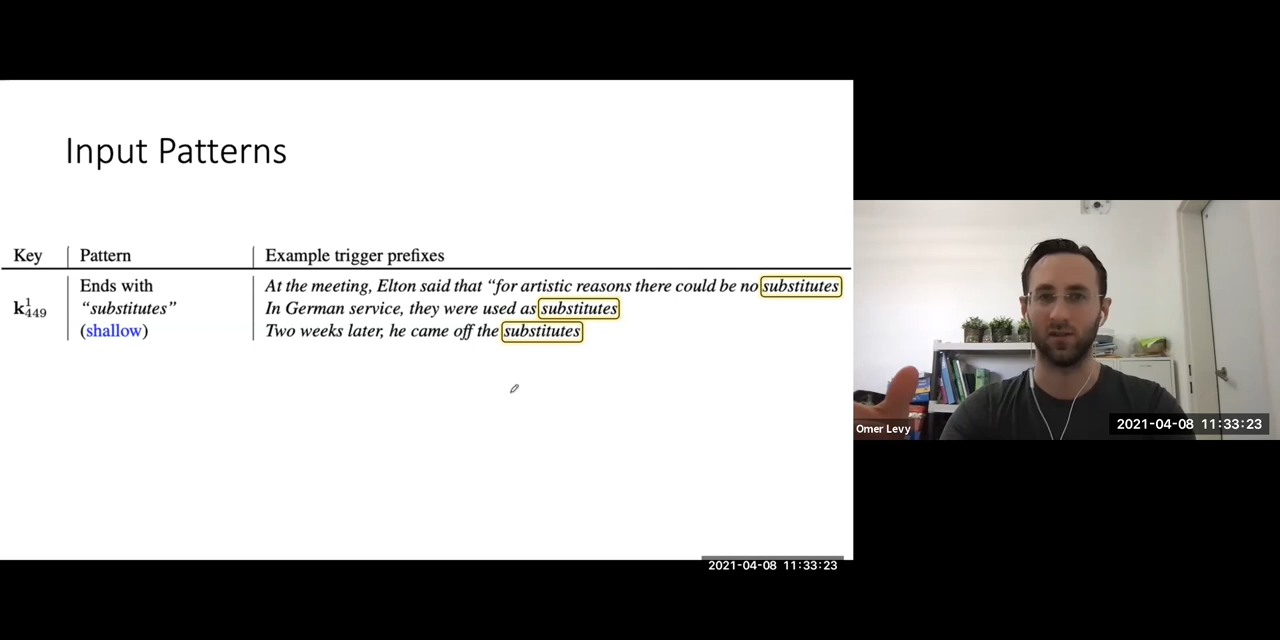 Input Patterns
Key Pattern Example trigger prefixes
k¹₄₄₉
Ends with
“substitutes”
(shallow)
At the meeting, Elton said that “for artistic reasons there could be no substitutes
In German service, they were used as substitutes
Two weeks later, he came off the substitutes
Omer Levy
2021-04-08 11:33:23
2021-04-08 11:33:23